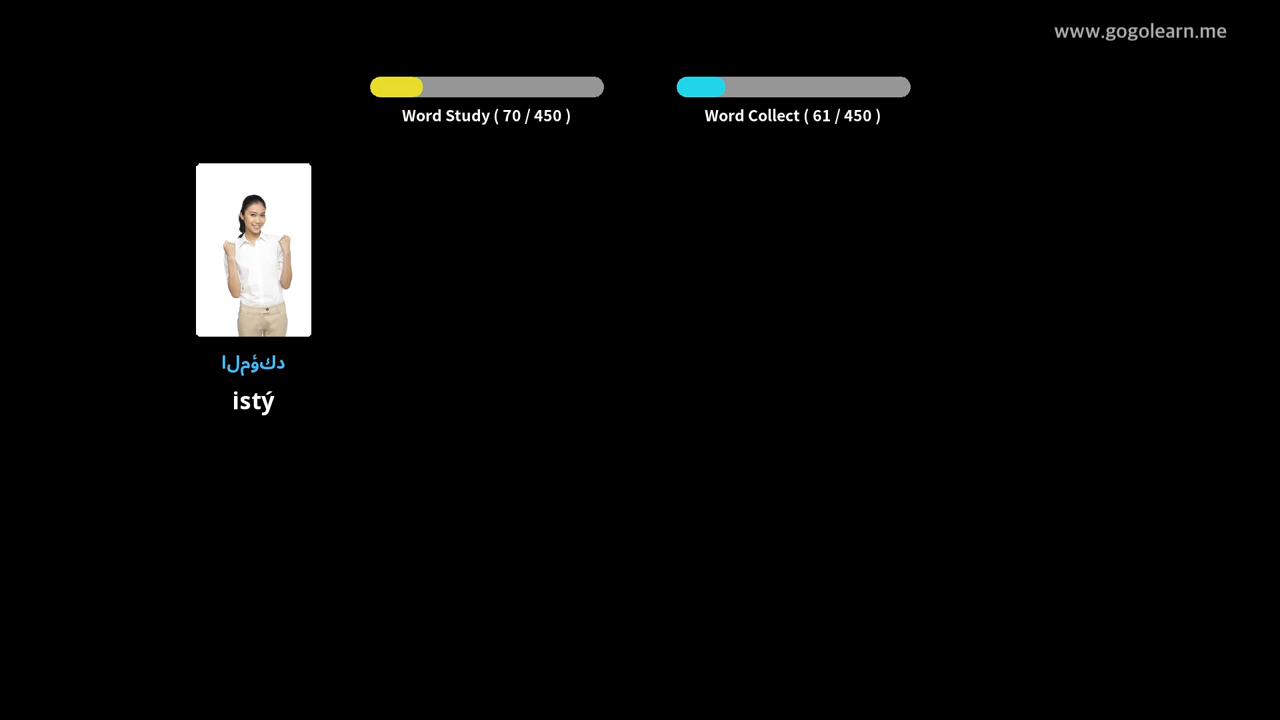 www.gogolearn.me
Word Study ( 70 / 450 )
Word Collect ( 61 / 450 )
المؤكد
istý